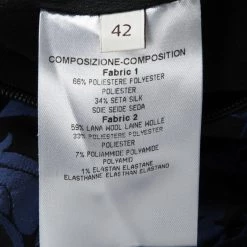 42
COMPOSIZIONE-COMPOSITION
Fabric 1
66% POLIESTERE POLYESTER
POLIESTER
34% SETA SILK
SOIE SEIDE SEDA
Fabric 2
59% LANA WOOL LAINE WOLLE
33% POLIESTERE POLYESTER
POLIESTER
7% POLIAMMIDE POLYAMIDE
POLYAMID
1% ELASTAN ELASTANE
ELASTHANNE ELASTHAN ELASTANO